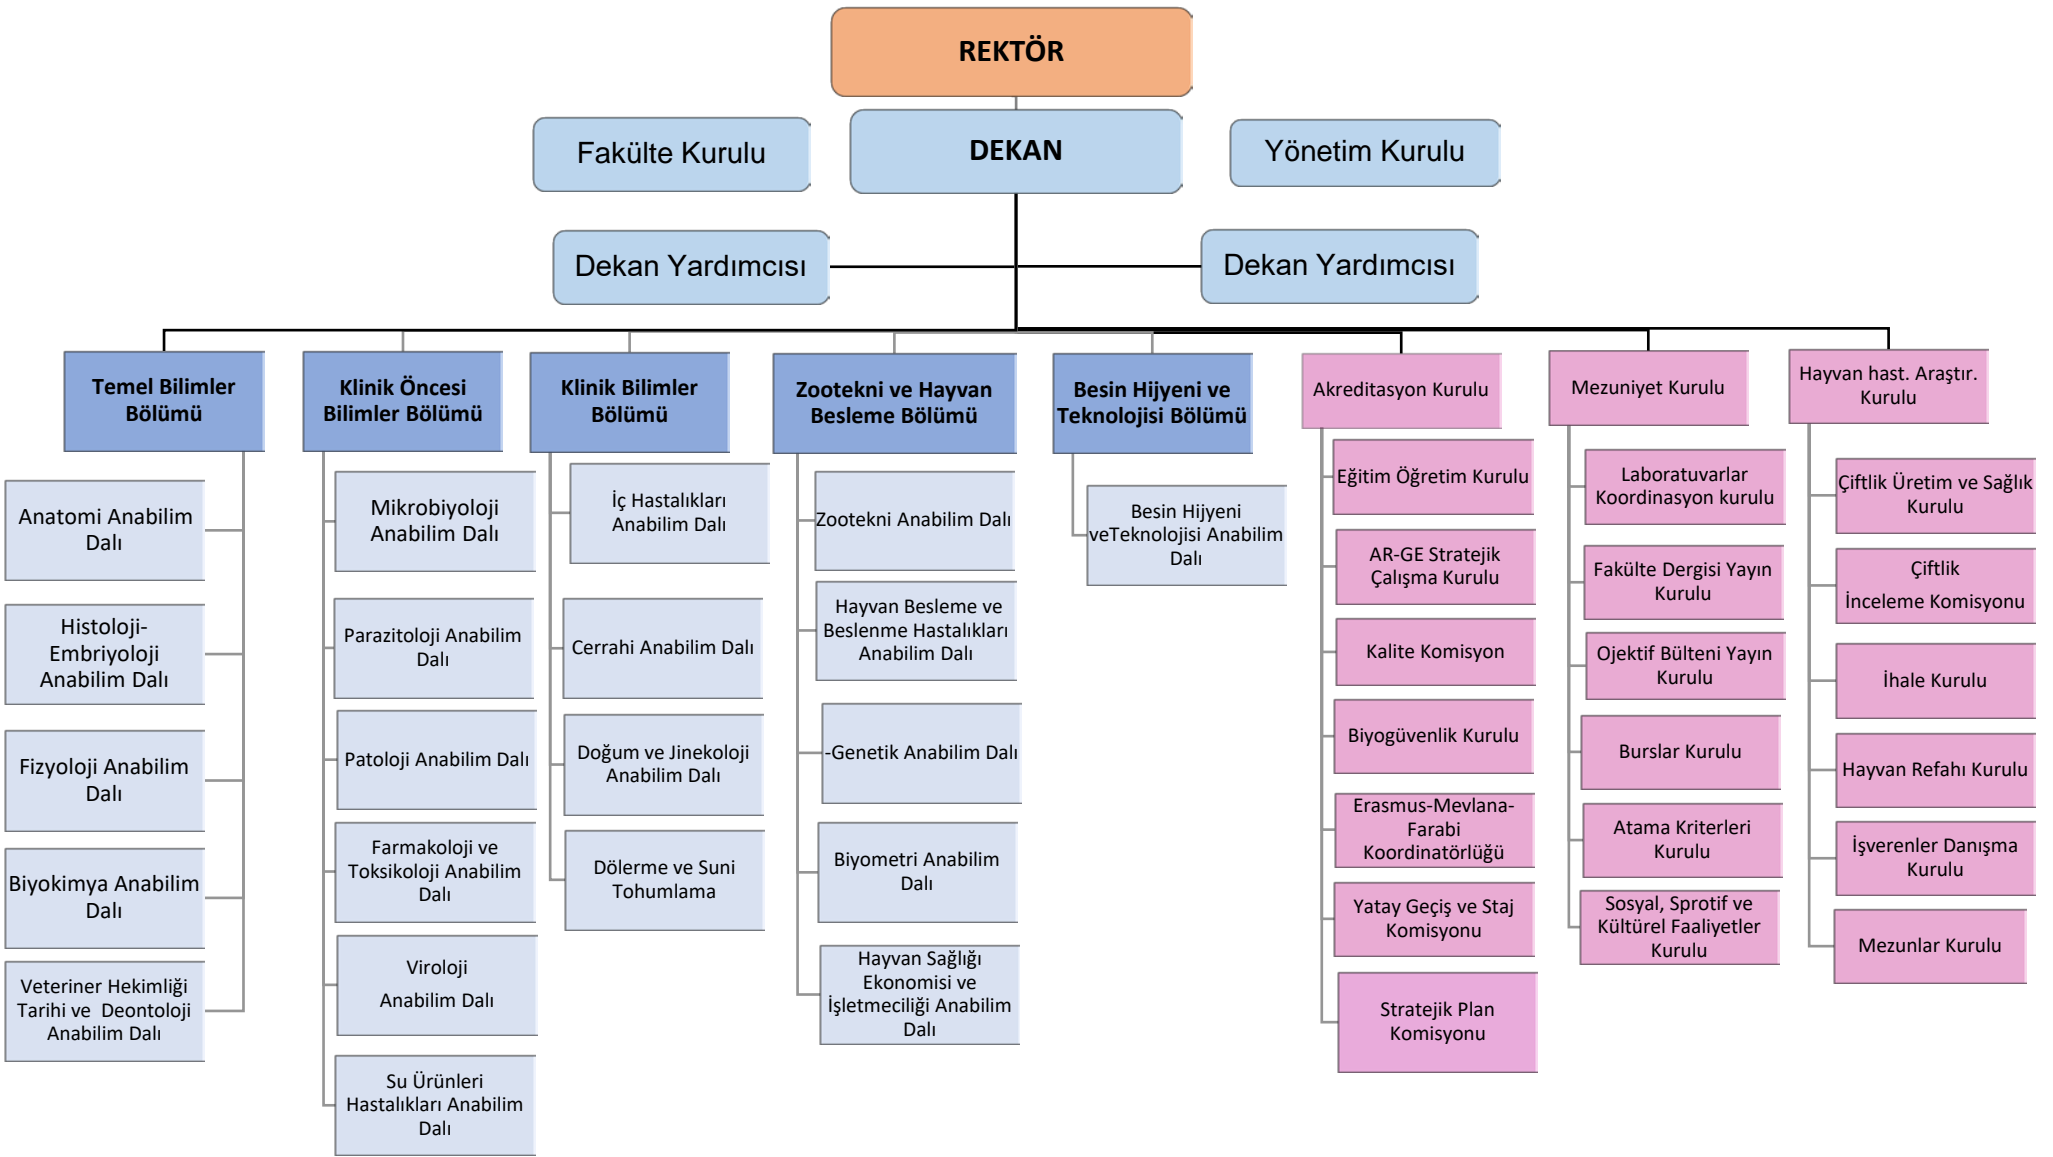 REKTÖR
Fakülte Kurulu
DEKAN
Yönetim Kurulu
Dekan Yardımcısı
Dekan Yardımcısı
Temel Bilimler
Bölümü
Anatomi Anabilim
Dalı
Histoloji-
Embriyoloji
Anabilim Dalı
Fizyoloji Anabilim
Dalı
Biyokimya Anabilim
Dalı
Veteriner Hekimliği
Tarihi ve  Deontoloji
Anabilim Dalı
Klinik Öncesi
Bilimler Bölümü
Mikrobiyoloji
Anabilim Dalı
Parazitoloji Anabilim
Dalı
Patoloji Anabilim Dalı
Farmakoloji ve
Toksikoloji Anabilim
Dalı
Viroloji
Anabilim Dalı
Su Ürünleri
Hastalıkları Anabilim
Dalı
Klinik Bilimler
Bölümü
İç Hastalıkları
Anabilim Dalı
Cerrahi Anabilim Dalı
Doğum ve Jinekoloji
Anabilim Dalı
Dölerme ve Suni
Tohumlama
Zootekni ve Hayvan
Besleme Bölümü
Zootekni Anabilim Dalı
Hayvan Besleme ve
Beslenme Hastalıkları
Anabilim Dalı
-Genetik Anabilim Dalı
Biyometri Anabilim
Dalı
Hayvan Sağlığı
Ekonomisi ve
İşletmeciliği Anabilim
Dalı
Besin Hijyeni ve
Teknolojisi Bölümü
Besin Hijyeni
veTeknolojisi Anabilim
Dalı
Akreditasyon Kurulu
Eğitim Öğretim Kurulu
AR-GE Stratejik
Çalışma Kurulu
Kalite Komisyon
Biyogüvenlik Kurulu
Erasmus-Mevlana-
Farabi
Koordinatörlüğü
Yatay Geçiş ve Staj
Komisyonu
Stratejik Plan
Komisyonu
Mezuniyet Kurulu
Laboratuvarlar
Koordinasyon kurulu
Fakülte Dergisi Yayın
Kurulu
Ojektif Bülteni Yayın
Kurulu
Burslar Kurulu
Atama Kriterleri
Kurulu
Sosyal, Sprotif ve
Kültürel Faaliyetler
Kurulu
Hayvan hast. Araştır.
Kurulu
Çiftlik Üretim ve Sağlık
Kurulu
Çiftlik
İnceleme Komisyonu
İhale Kurulu
Hayvan Refahı Kurulu
İşverenler Danışma
Kurulu
Mezunlar Kurulu